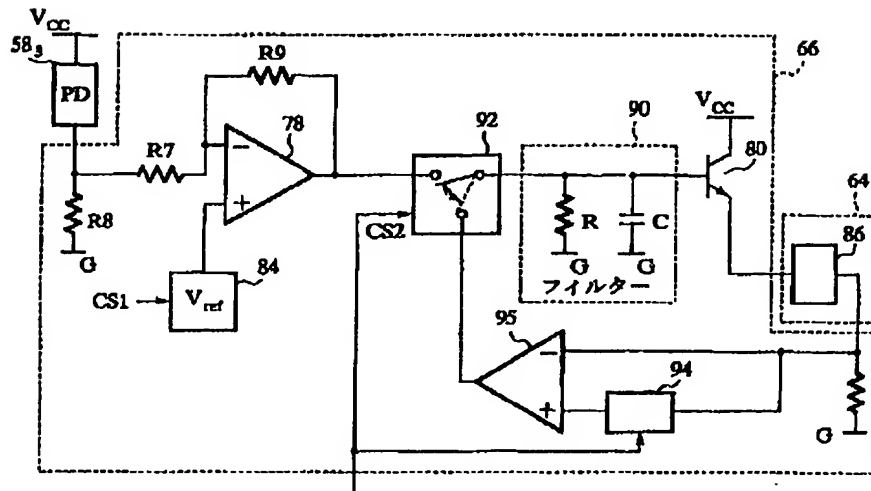 Vcc
58₃
PD
R7
R8
G
R9
78
84
Vref
CS1
92
CS2
90
R
C
G
G
フィルター
Vcc
80
66
64
86
95
94
G